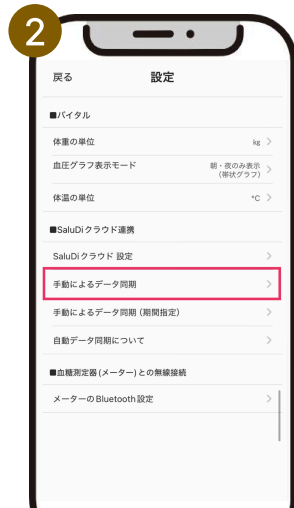 2
戻る 設定
■バイタル
体重の単位 kg >
血圧グラフ表示モード 朝・夜のみ表示 >
(帯状グラフ)
体温の単位 °C >
■SaluDiクラウド連携
SaluDiクラウド 設定 >
手動によるデータ同期 >
手動によるデータ同期 (期間指定) >
自動データ同期について >
■血糖測定器(メーター)との無線接続
メーターのBluetooth設定 >